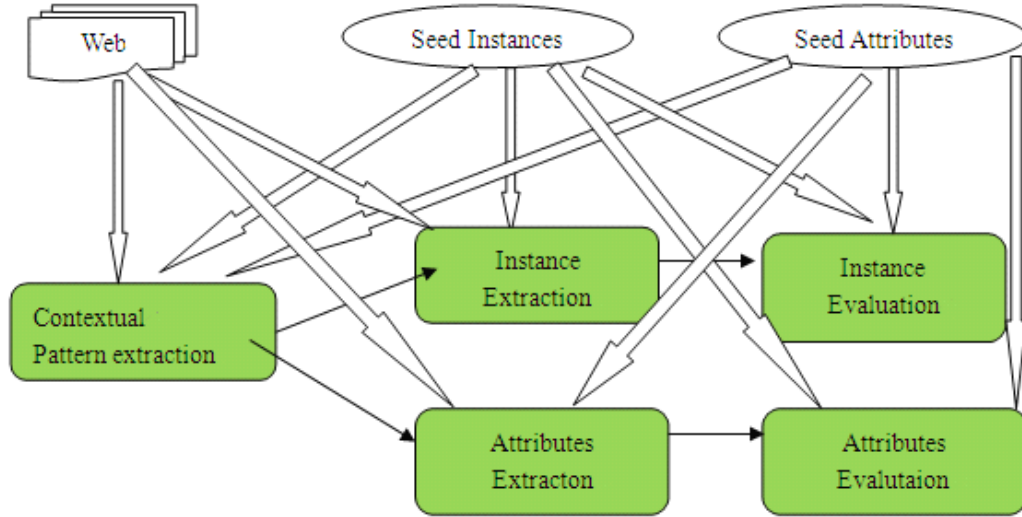 Web
Seed Instances
Seed Attributes
Instance
Extraction
Instance
Evaluation
Contextual
Pattern extraction
Attributes
Extracton
Attributes
Evalutaion